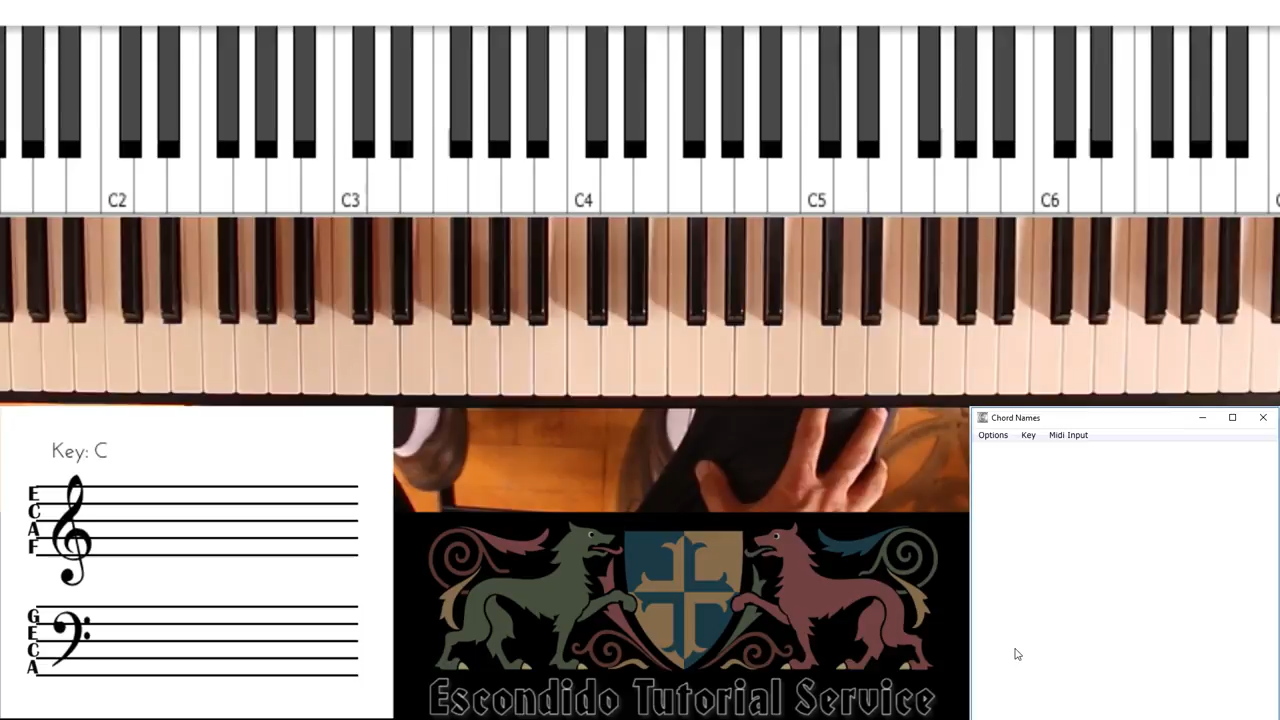 C2 C3 C4 C5 C6 C
Key: C
E
C
A
F
G
E
C
A
Chord Names
Options Key Midi Input
Escondido Tutorial Service